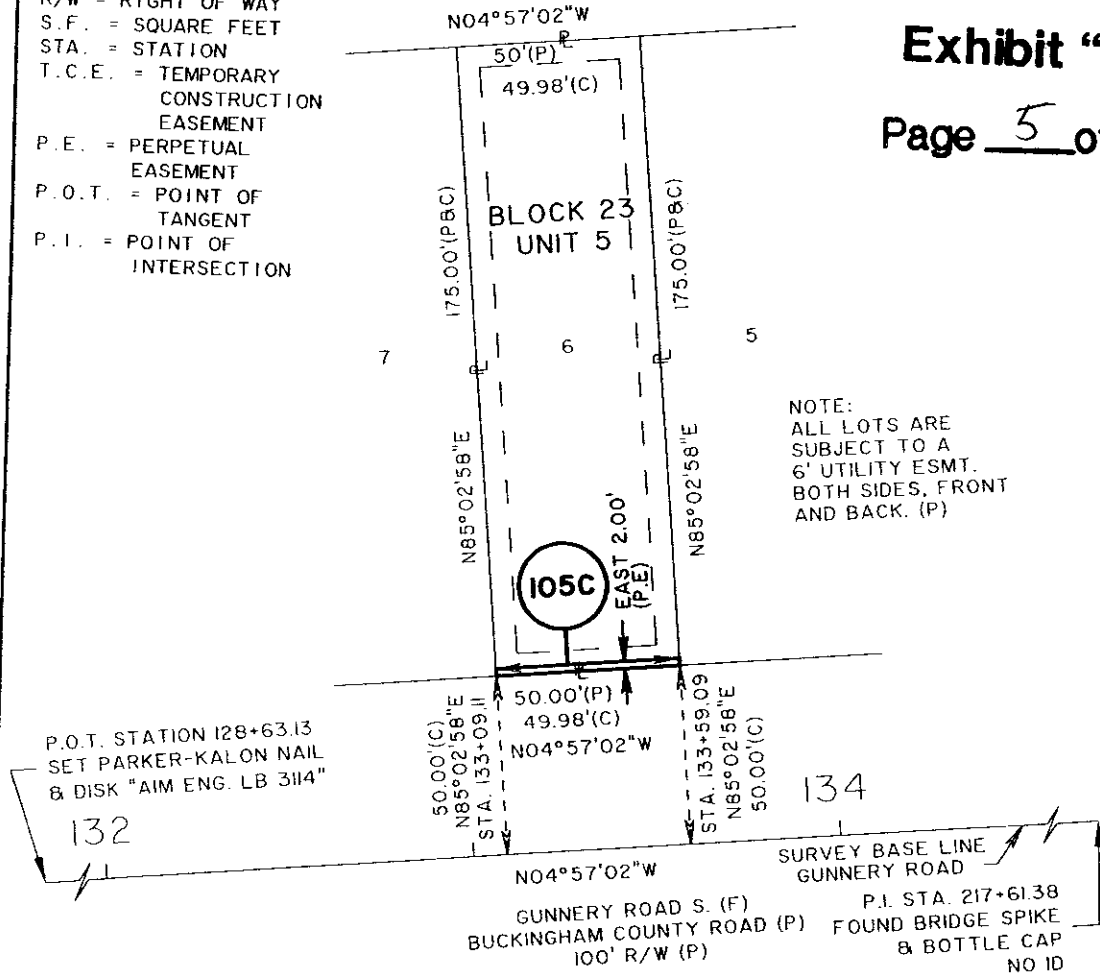 R/W = RIGHT OF WAY
S.F. = SQUARE FEET
STA. = STATION
T.C.E. = TEMPORARY
CONSTRUCTION
EASEMENT
P.E. = PERPETUAL
EASEMENT
P.O.T. = POINT OF
TANGENT
P.I. = POINT OF
INTERSECTION
Exhibit "
Page 5 of
N04°57'02"W
50'(P)
49.98'(C)
175.00'(P&C)
BLOCK 23
UNIT 5
175.00'(P&C)
7
6
5
NOTE:
ALL LOTS ARE
SUBJECT TO A
6' UTILITY ESMT.
BOTH SIDES, FRONT
AND BACK. (P)
N85°02'58"E
N85°02'58"E
105C
EAST 2.00'
(P.E)
50.00'(P)
49.98'(C)
N04°57'02"W
50.00'(C)
N85°02'58"E
STA. 133+09.11
STA. 133+59.09
N85°02'58"E
50.00'(C)
P.O.T. STATION 128+63.13
SET PARKER-KALON NAIL
& DISK "AIM ENG. LB 3114"
132
134
N04°57'02"W
SURVEY BASE LINE
GUNNERY ROAD
GUNNERY ROAD S. (F)
BUCKINGHAM COUNTY ROAD (P)
100' R/W (P)
P.I. STA. 217+61.38
FOUND BRIDGE SPIKE
& BOTTLE CAP
NO ID